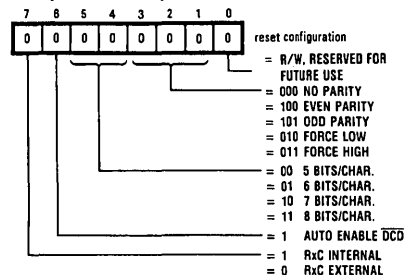 7 6 5 4 3 2 1 0
0 0 0 0 0 0 0 0 reset configuration
= R/W, RESERVED FOR
FUTURE USE
= 000 NO PARITY
= 100 EVEN PARITY
= 101 ODD PARITY
= 010 FORCE LOW
= 011 FORCE HIGH
= 00 5 BITS/CHAR.
= 01 6 BITS/CHAR.
= 10 7 BITS/CHAR.
= 11 8 BITS/CHAR.
= 1 AUTO ENABLE DCD
= 1 RxC INTERNAL
= 0 RxC EXTERNAL